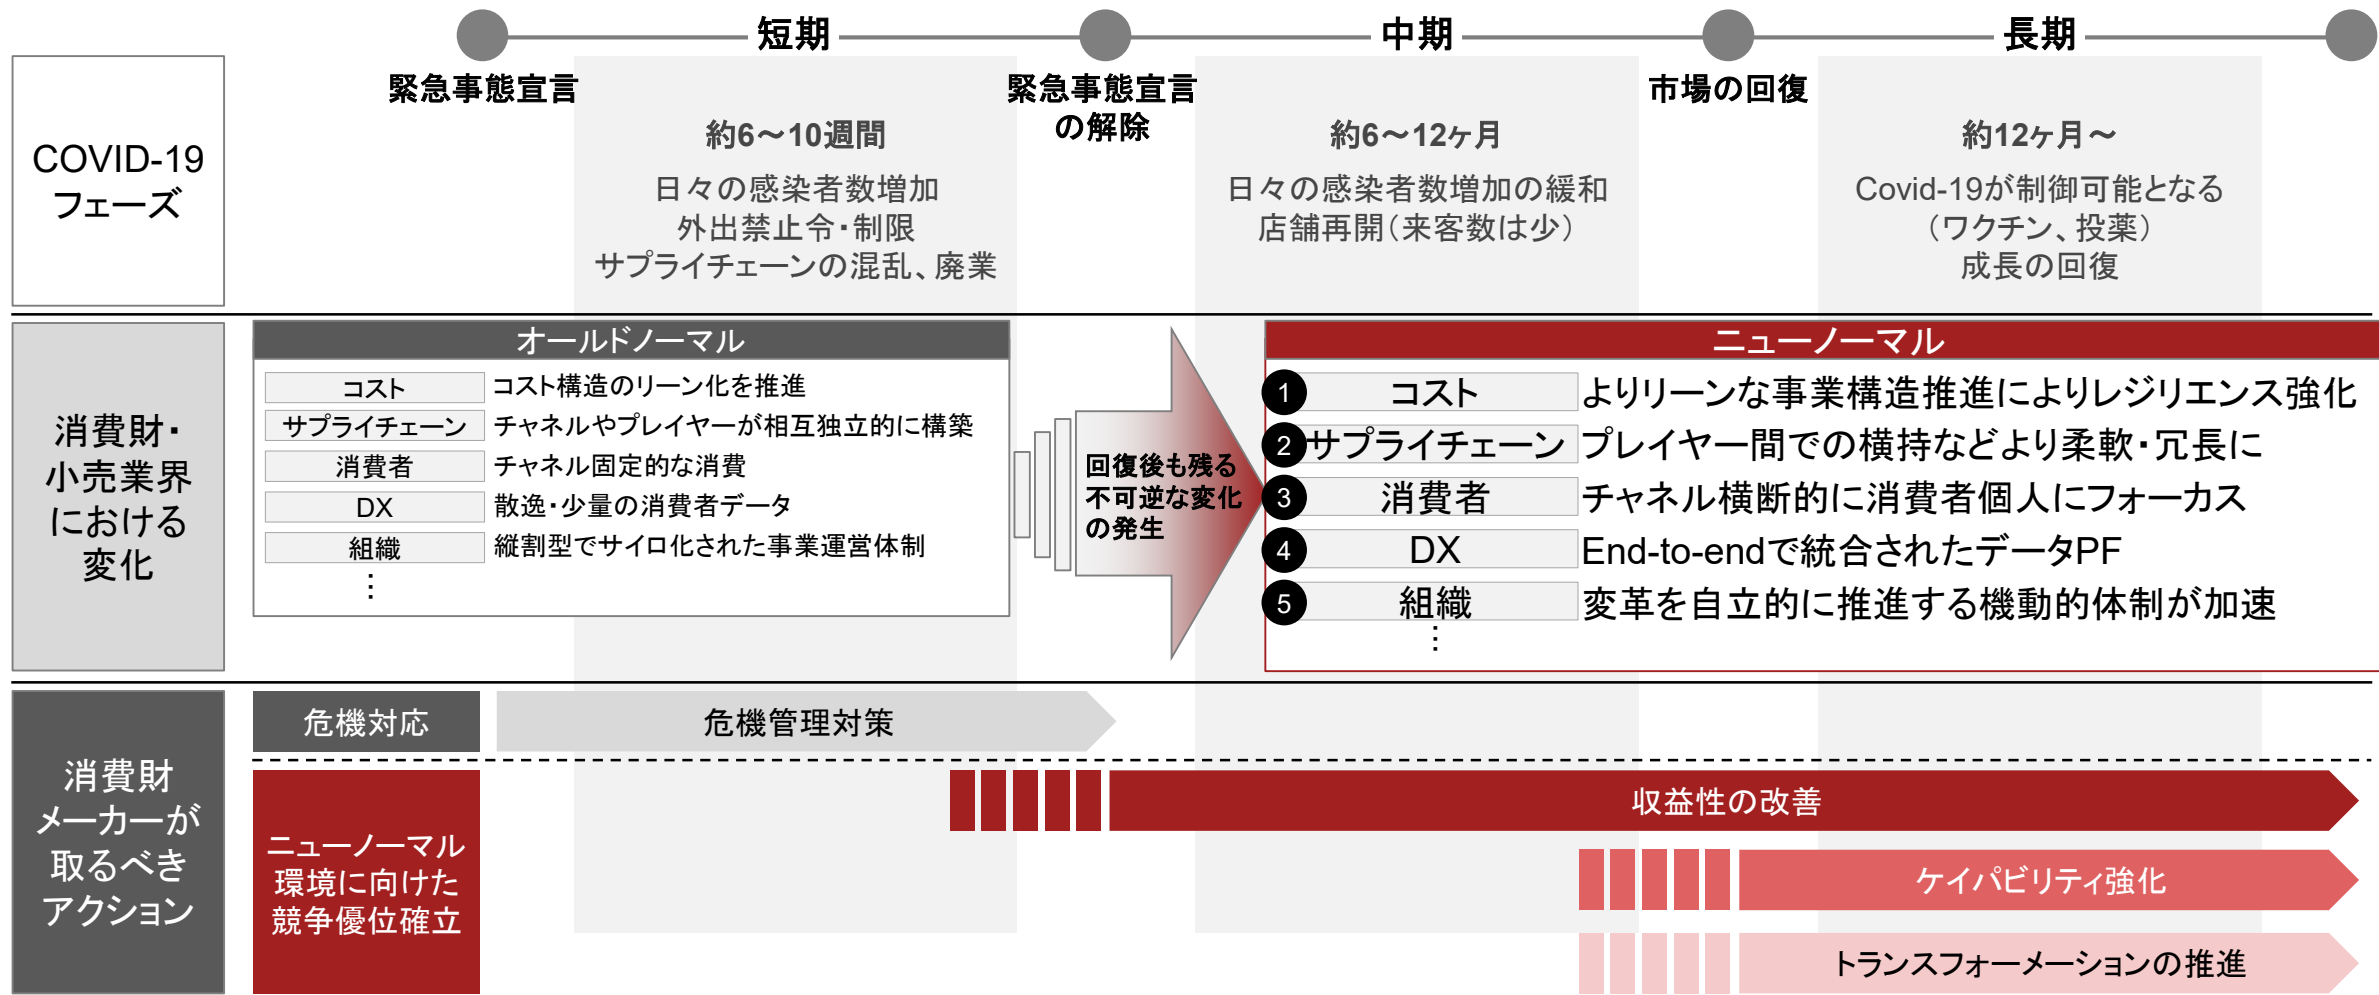 短期
中期
長期
緊急事態宣言
緊急事態宣言
の解除
市場の回復
COVID-19
フェーズ
約6～10週間
日々の感染者数増加
外出禁止令・制限
サプライチェーンの混乱、廃業
約6～12ヶ月
日々の感染者数増加の緩和
店舗再開（来客数は少）
約12ヶ月～
Covid-19が制御可能となる
（ワクチン、投薬）
成長の回復
消費財・
小売業界
における
変化
オールドノーマル
コスト コスト構造のリーン化を推進
サプライチェーン チャネルやプレイヤーが相互独立的に構築
消費者 チャネル固定的な消費
DX 散逸・少量の消費者データ
組織 縦割型でサイロ化された事業運営体制
⋮
回復後も残る
不可逆な変化
の発生
ニューノーマル
1 コスト よりリーンな事業構造推進によりレジリエンス強化
2 サプライチェーン プレイヤー間での横持などより柔軟・冗長に
3 消費者 チャネル横断的に消費者個人にフォーカス
4 DX End-to-endで統合されたデータPF
5 組織 変革を自立的に推進する機動的体制が加速
⋮
消費財
メーカーが
取るべき
アクション
危機対応
危機管理対策
ニューノーマル
環境に向けた
競争優位確立
収益性の改善
ケイパビリティ強化
トランスフォーメーションの推進